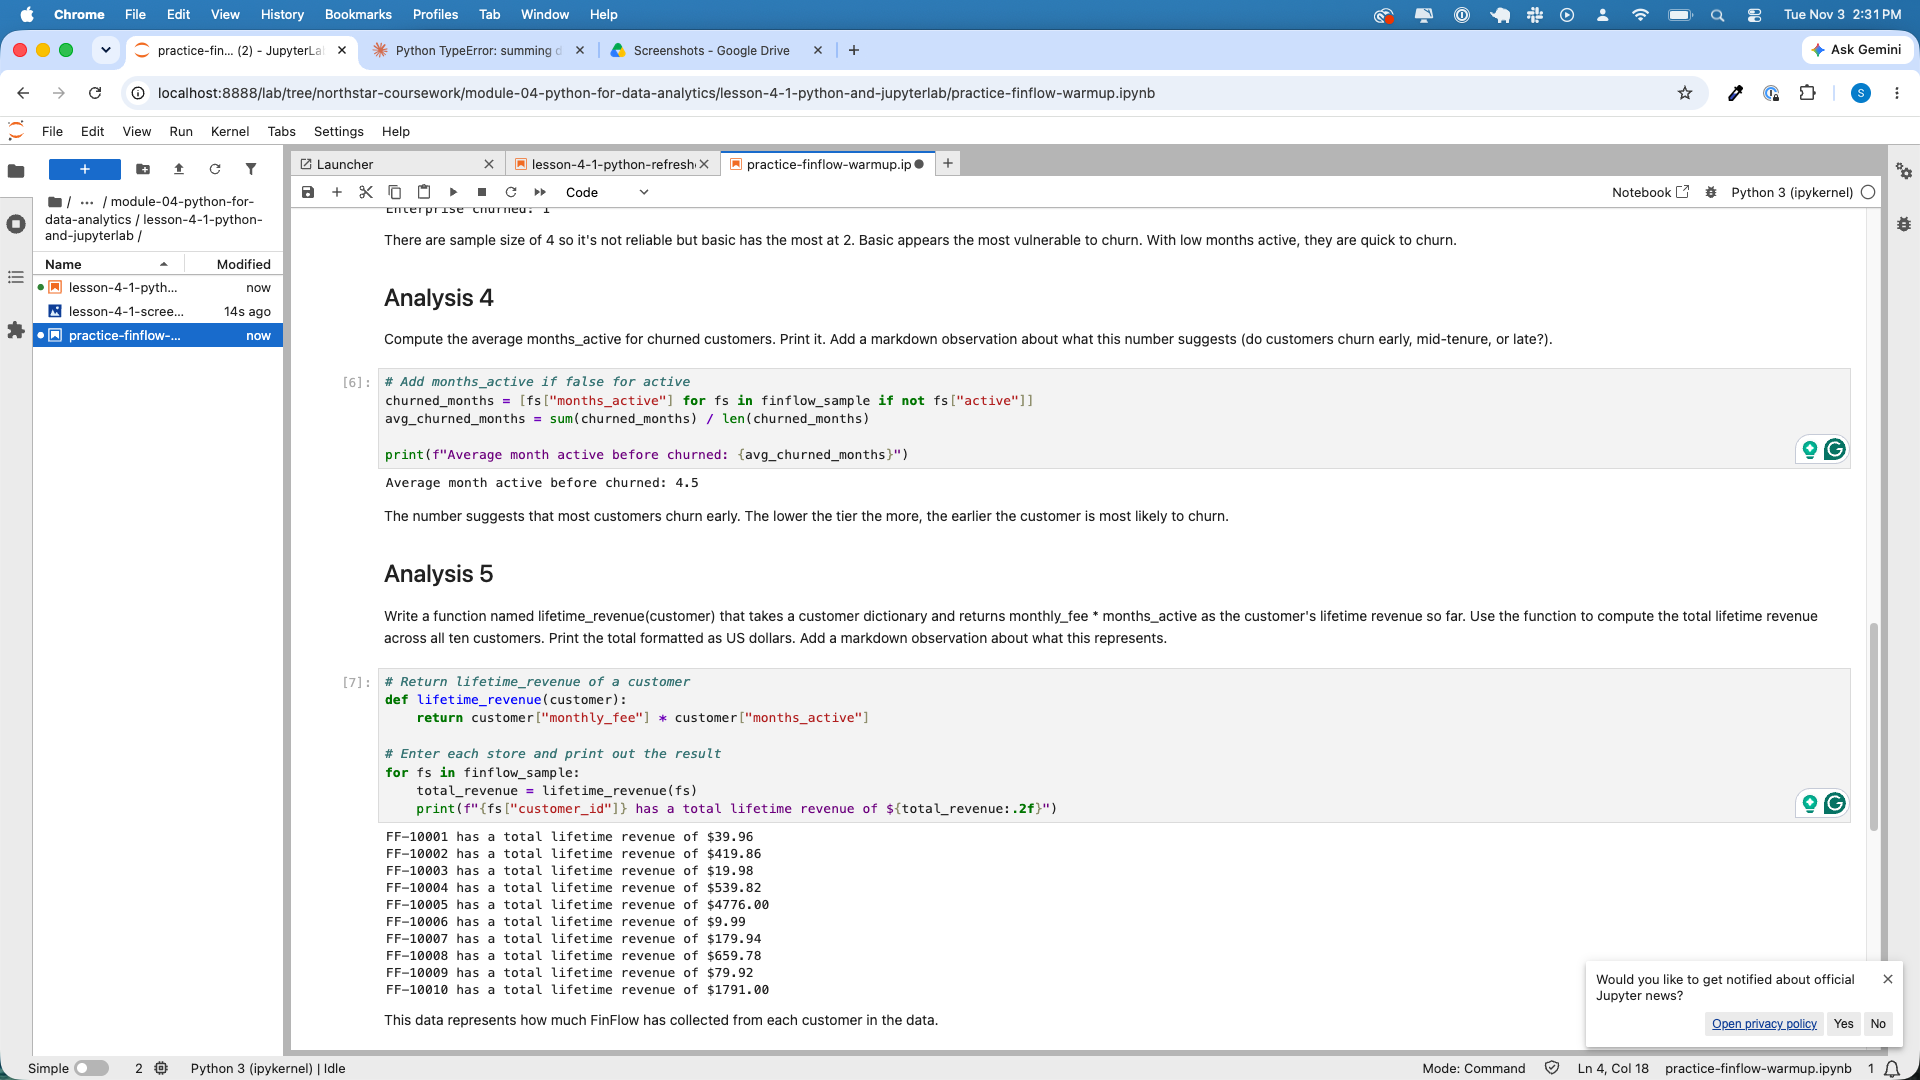 Chrome File Edit View History Bookmarks Profiles Tab Window Help Tue Nov 3 2:31 PM
practice-fin... (2) - JupyterLa Python TypeError: summing d Screenshots - Google Drive Ask Gemini
localhost:8888/lab/tree/northstar-coursework/module-04-python-for-data-analytics/lesson-4-1-python-and-jupyterlab/practice-finflow-warmup.ipynb S
File Edit View Run Kernel Tabs Settings Help
Launcher lesson-4-1-python-refresh practice-finflow-warmup.ip
Code Notebook Python 3 (ipykernel)
/ ... / module-04-python-for-
data-analytics / lesson-4-1-python-
and-jupyterlab /
Name Modified
lesson-4-1-pyth... now
lesson-4-1-scree... 14s ago
practice-finflow-... now
Enterprise churned: 1
There are sample size of 4 so it's not reliable but basic has the most at 2. Basic appears the most vulnerable to churn. With low months active, they are quick to churn.
Analysis 4
Compute the average months_active for churned customers. Print it. Add a markdown observation about what this number suggests (do customers churn early, mid-tenure, or late?).
[6]: # Add months_active if false for active
churned_months = [fs["months_active"] for fs in finflow_sample if not fs["active"]]
avg_churned_months = sum(churned_months) / len(churned_months)
print(f"Average month active before churned: {avg_churned_months}")
Average month active before churned: 4.5
The number suggests that most customers churn early. The lower the tier the more, the earlier the customer is most likely to churn.
Analysis 5
Write a function named lifetime_revenue(customer) that takes a customer dictionary and returns monthly_fee * months_active as the customer's lifetime revenue so far. Use the function to compute the total lifetime revenue
across all ten customers. Print the total formatted as US dollars. Add a markdown observation about what this represents.
[7]: # Return lifetime_revenue of a customer
def lifetime_revenue(customer):
return customer["monthly_fee"] * customer["months_active"]
# Enter each store and print out the result
for fs in finflow_sample:
total_revenue = lifetime_revenue(fs)
print(f"{fs["customer_id"]} has a total lifetime revenue of ${total_revenue:.2f}")
FF-10001 has a total lifetime revenue of $39.96
FF-10002 has a total lifetime revenue of $419.86
FF-10003 has a total lifetime revenue of $19.98
FF-10004 has a total lifetime revenue of $539.82
FF-10005 has a total lifetime revenue of $4776.00
FF-10006 has a total lifetime revenue of $9.99
FF-10007 has a total lifetime revenue of $179.94
FF-10008 has a total lifetime revenue of $659.78
FF-10009 has a total lifetime revenue of $79.92
FF-10010 has a total lifetime revenue of $1791.00
This data represents how much FinFlow has collected from each customer in the data.
Would you like to get notified about official
Jupyter news?
Open privacy policy Yes No
Simple 2 Python 3 (ipykernel) | Idle Mode: Command Ln 4, Col 18 practice-finflow-warmup.ipynb 1